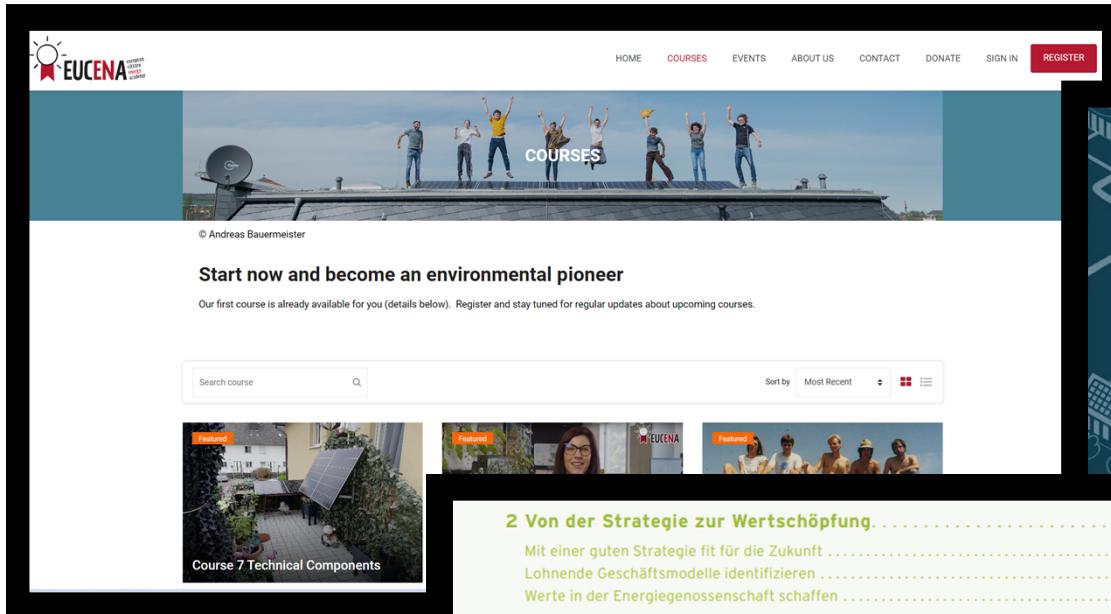 EUCENA european citizen energy academy
HOME COURSES EVENTS ABOUT US CONTACT DONATE SIGN IN REGISTER
COURSES
© Andreas Bauermeister
Start now and become an environmental pioneer
Our first course is already available for you (details below). Register and stay tuned for regular updates about upcoming courses.
Search course
Sort by Most Recent
Featured
Featured
EUCENA
Featured
Course 7 Technical Components
2 Von der Strategie zur Wertschöpfung
Mit einer guten Strategie fit für die Zukunft
Lohnende Geschäftsmodelle identifizieren
Werte in der Energiegenossenschaft schaffen